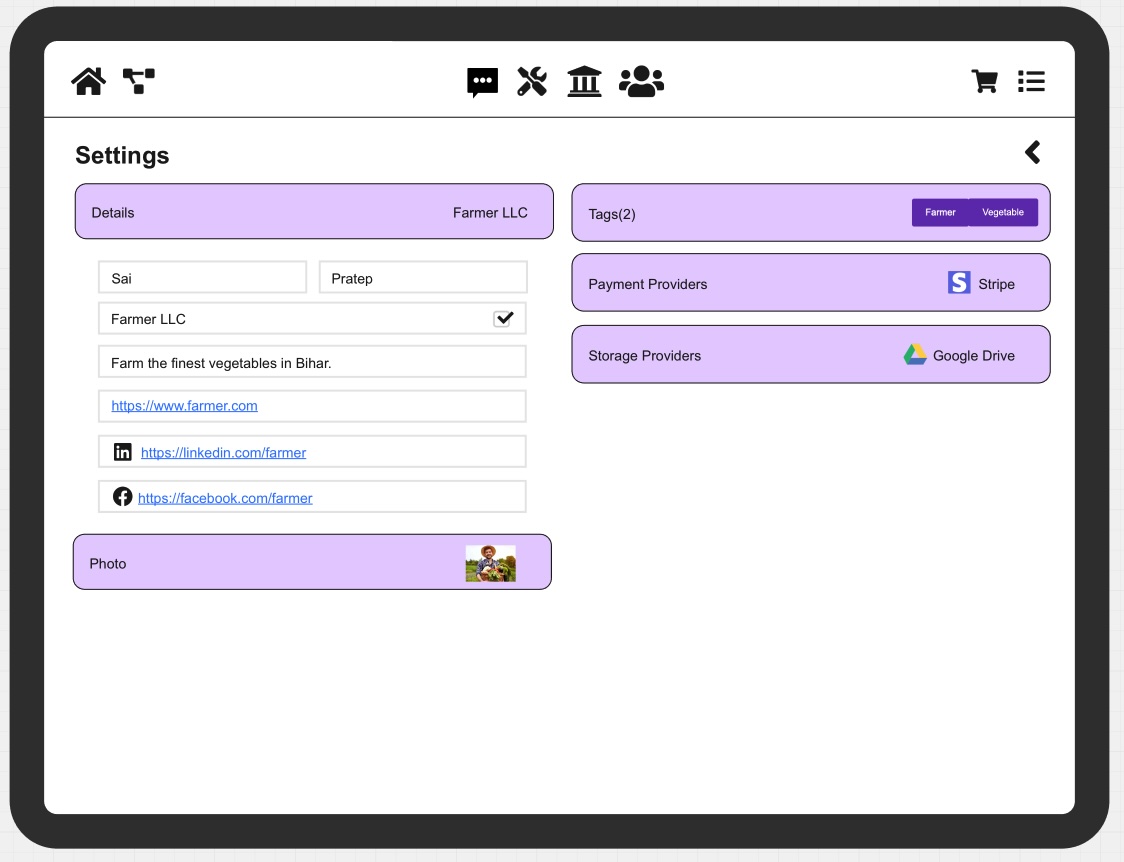 Settings
Details Farmer LLC
Sai Pratep
Farmer LLC
Farm the finest vegetables in Bihar.
https://www.farmer.com
in https://linkedin.com/farmer
https://facebook.com/farmer
Photo
Tags(2) Farmer Vegetable
Payment Providers S Stripe
Storage Providers Google Drive